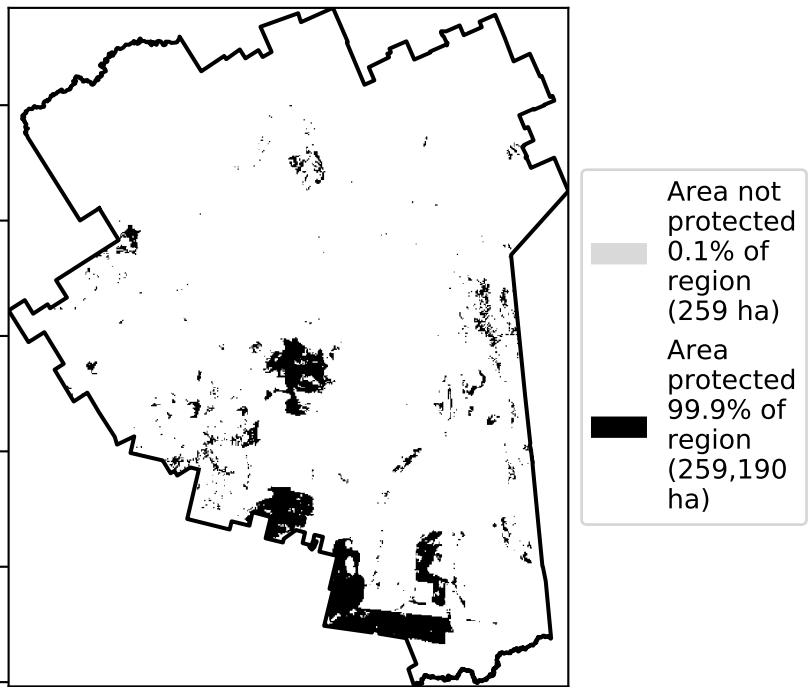 Area not
protected
0.1% of
region
(259 ha)
Area
protected
99.9% of
region
(259,190
ha)